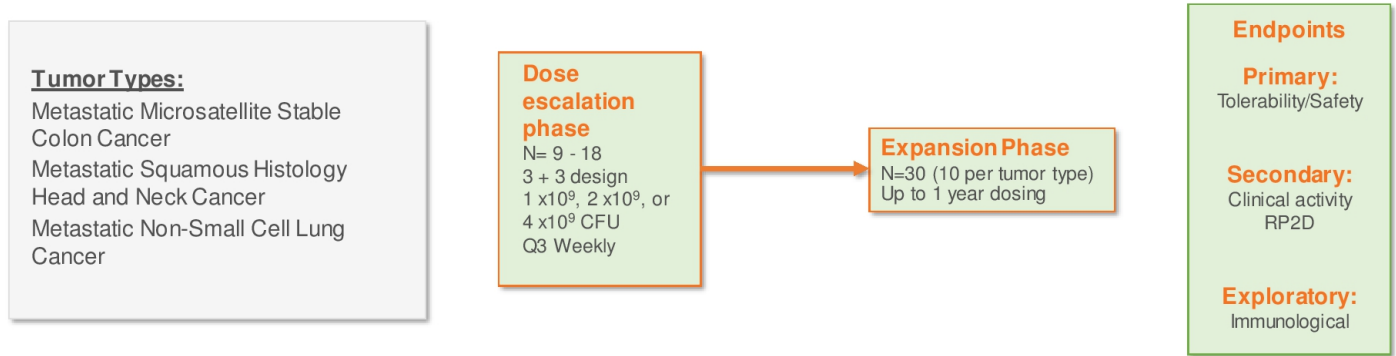 Tumor Types:
Metastatic Microsatellite Stable
Colon Cancer
Metastatic Squamous Histology
Head and Neck Cancer
Metastatic Non-Small Cell Lung
Cancer
Dose
escalation
phase
N= 9 - 18
3 + 3 design
1 x10⁹, 2 x10⁹, or
4 x10⁹ CFU
Q3 Weekly
Expansion Phase
N=30 (10 per tumor type)
Up to 1 year dosing
Endpoints
Primary:
Tolerability/Safety
Secondary:
Clinical activity
RP2D
Exploratory:
Immunological